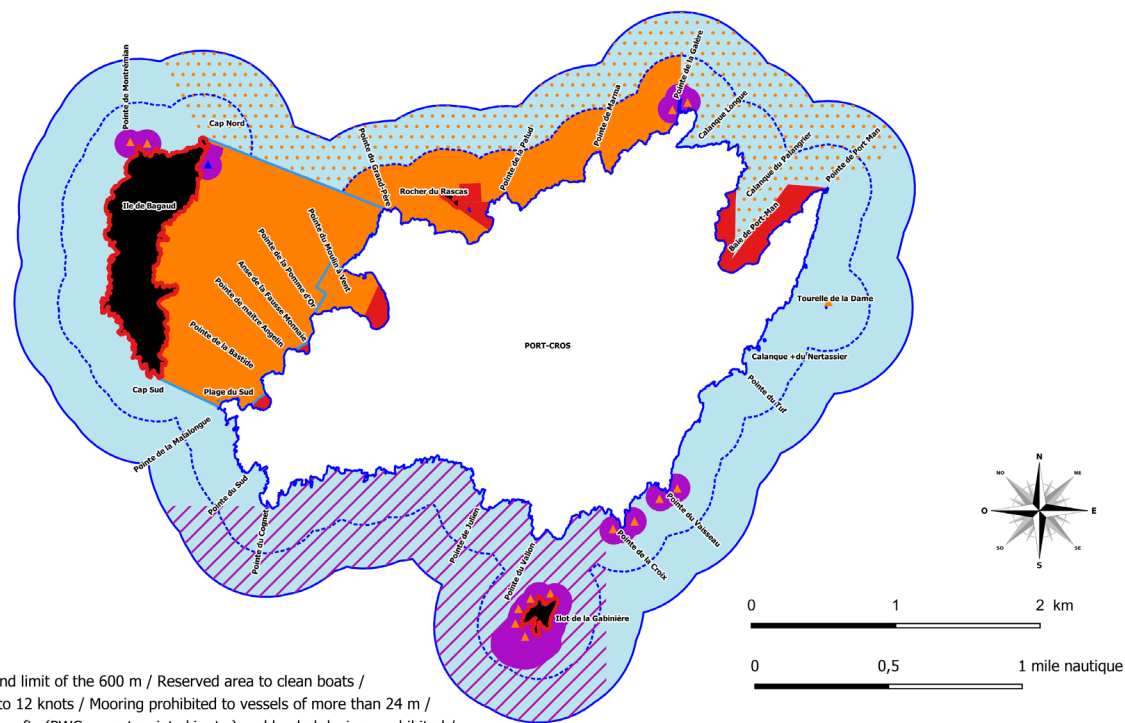 Pointe de Montrémian
Cap Nord
Ile de Bagaud
Pointe du Grand-Père
Rocher du Rascas
Pointe de la Palud
Pointe de Marma
Pointe de la Galère
Calanque Longue
Calanque du Palangrier
Pointe de Port Man
Baie de Port-Man
Pointe du Moulin à Vent
Pointe de la Pomme d'Or
Anse de la Fausse Monnaie
Pointe de maître Angelin
Pointe de la Bastide
Plage du Sud
Cap Sud
Tourelle de la Dame
PORT-CROS
Calanque +du Nertassier
Pointe du Tuf
Pointe de la Malalongue
Pointe du Sud
Pointe du Cognet
Pointe de Julien
Pointe du Vallon
Pointe de la Croix
Pointe du Vaisseau
Ilot de la Gabinière
N
NO NE
O E
SO SE
S
0 1 2 km
0 0,5 1 mile nautique
nd limit of the 600 m / Reserved area to clean boats /
to 12 knots / Mooring prohibited to vessels of more than 24 m /